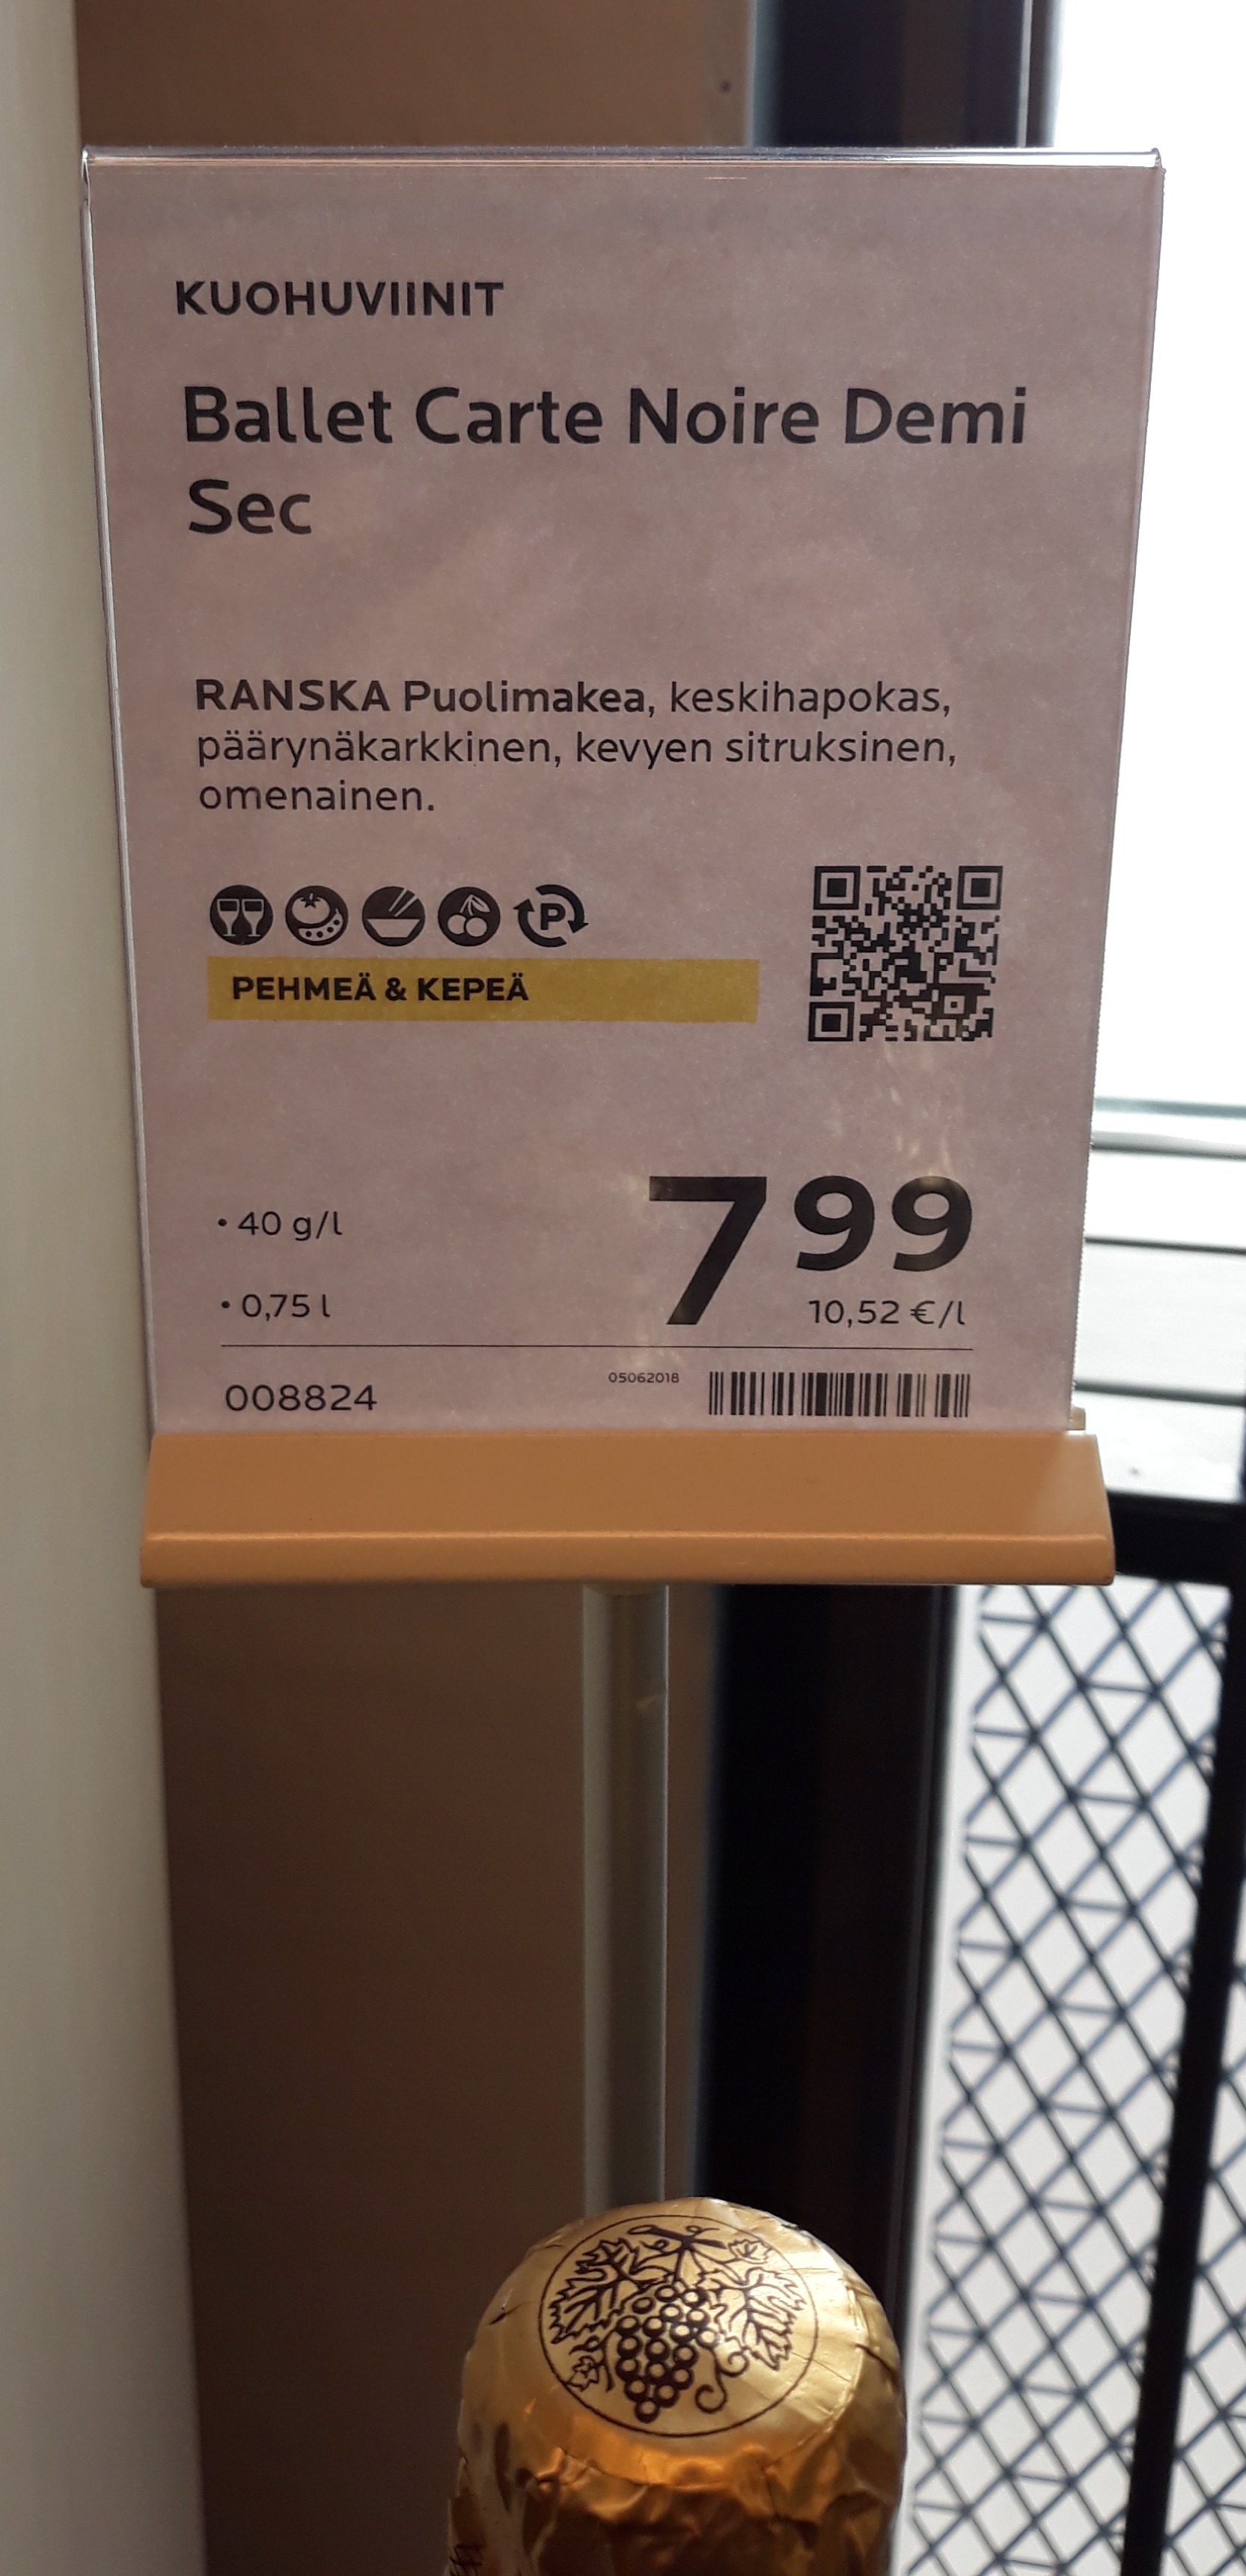 KUOHUVIINIT
Ballet Carte Noire Demi
Sec
RANSKA Puolimakea, keskihapokas,
päärynäkarkkinen, kevyen sitruksinen,
omenainen.
P
PEHMEÄ & KEPEÄ
• 40 g/l
7 99
• 0,75 l
10,52 €/l
008824
05062018